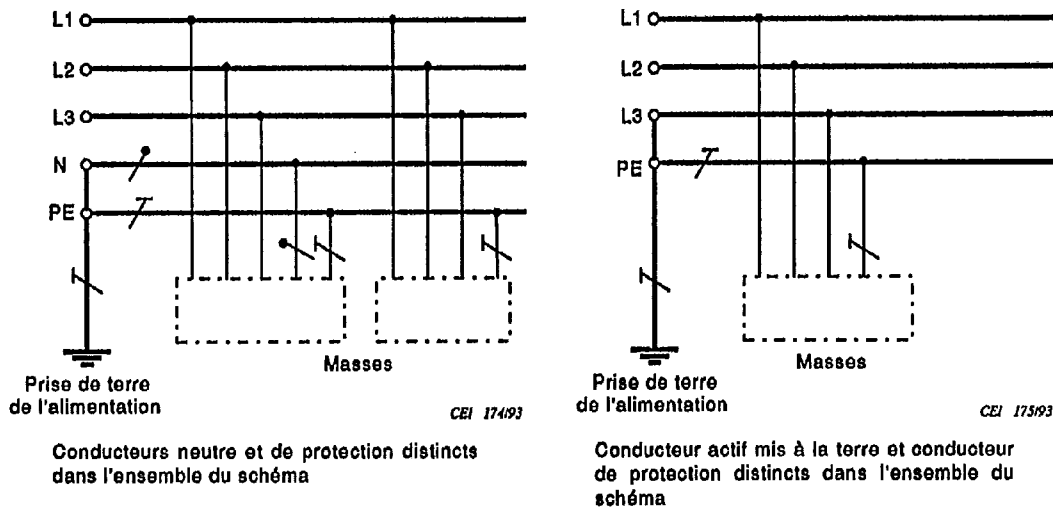 L1
L2
L3
N
PE
Masses
Prise de terre
de l'alimentation
CEI 174/93
Conducteurs neutre et de protection distincts
dans l'ensemble du schéma
L1
L2
L3
PE
Masses
Prise de terre
de l'alimentation
CEI 175/93
Conducteur actif mis à la terre et conducteur
de protection distincts dans l'ensemble du
schéma